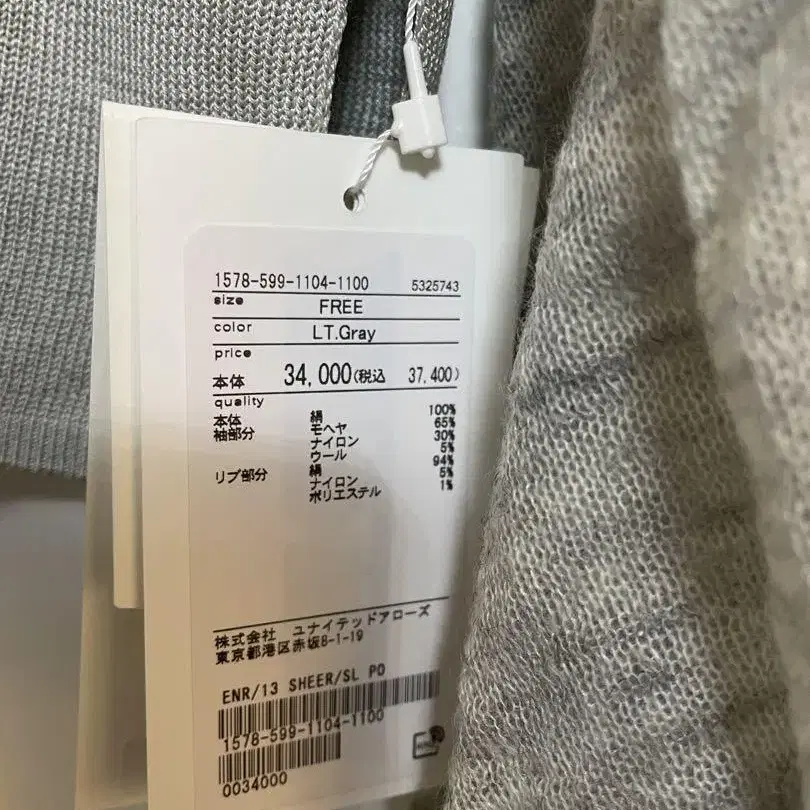 1578-599-1104-1100 5325743
size FREE
color LT.Gray
price
本体 34,000(税込 37,400)
quality
本体 絹 100%
袖部分 モヘヤ 65%
ナイロン 30%
ウール 5%
リブ部分 絹 94%
ナイロン 5%
ポリエステル 1%
株式会社 ユナイテッドアローズ
東京都港区赤坂8-1-19
ENR/13 SHEER/SL PO
1578-599-1104-1100
0034000